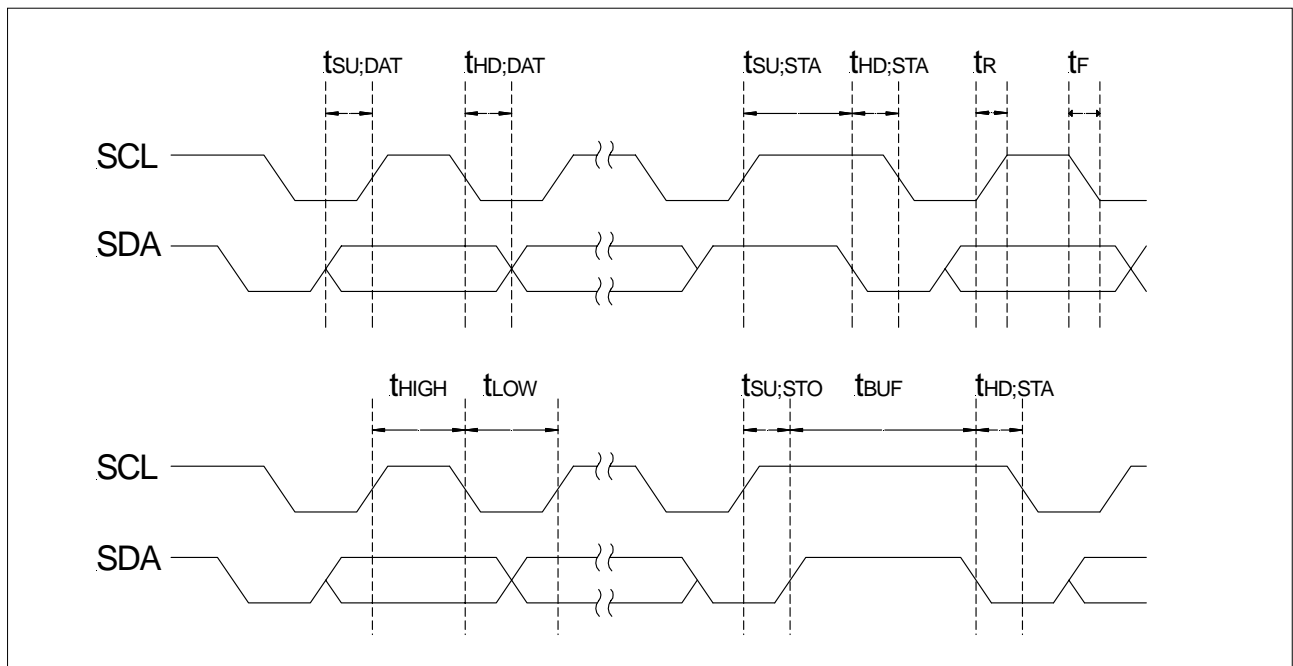 tSU;DAT tHD;DAT tSU;STA tHD;STA tR tF
SCL
SDA
tHIGH tLOW tSU;STO tBUF tHD;STA
SCL
SDA